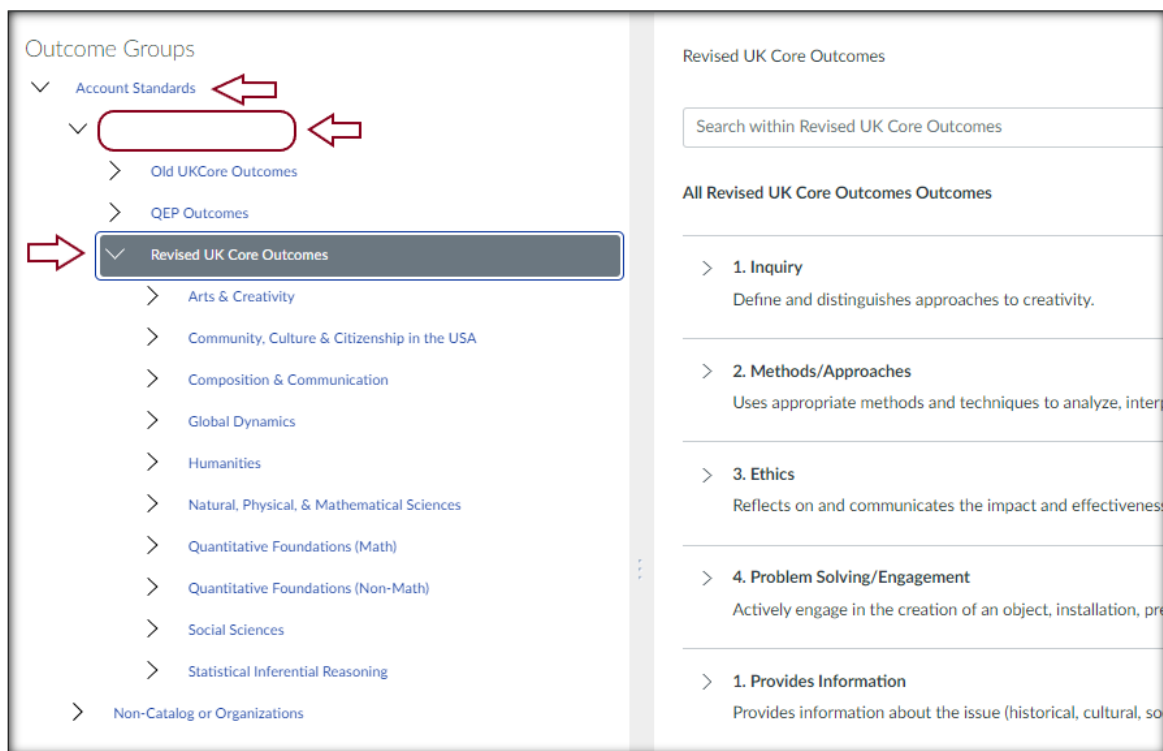 Outcome Groups
Account Standards
Old UKCore Outcomes
QEP Outcomes
Revised UK Core Outcomes
Arts & Creativity
Community, Culture & Citizenship in the USA
Composition & Communication
Global Dynamics
Humanities
Natural, Physical, & Mathematical Sciences
Quantitative Foundations (Math)
Quantitative Foundations (Non-Math)
Social Sciences
Statistical Inferential Reasoning
Non-Catalog or Organizations
Revised UK Core Outcomes
Search within Revised UK Core Outcomes
All Revised UK Core Outcomes Outcomes
1. Inquiry
Define and distinguishes approaches to creativity.
2. Methods/Approaches
Uses appropriate methods and techniques to analyze,
3. Ethics
Reflects on and communicates the impact and
4. Problem Solving/Engagement
Actively engage in the creation of an object, installation,
1. Provides Information
Provides information about the issue (historical, cultural,